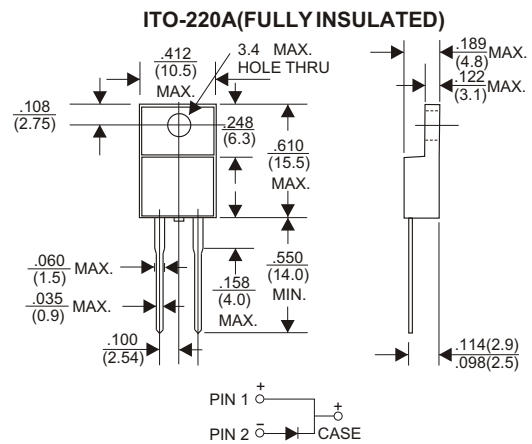 ITO-220A(FULLY INSULATED)
.412
(10.5)
MAX.
3.4 MAX.
HOLE THRU
.189
(4.8)
MAX.
.122
(3.1)
MAX.
.108
(2.75)
.248
(6.3)
.610
(15.5)
MAX.
.060
(1.5)
MAX.
.550
(14.0)
MIN.
.158
(4.0)
MAX.
.035
(0.9)
MAX.
.100
(2.54)
.114(2.9)
.098(2.5)
PIN 1 +
+
PIN 2 − CASE